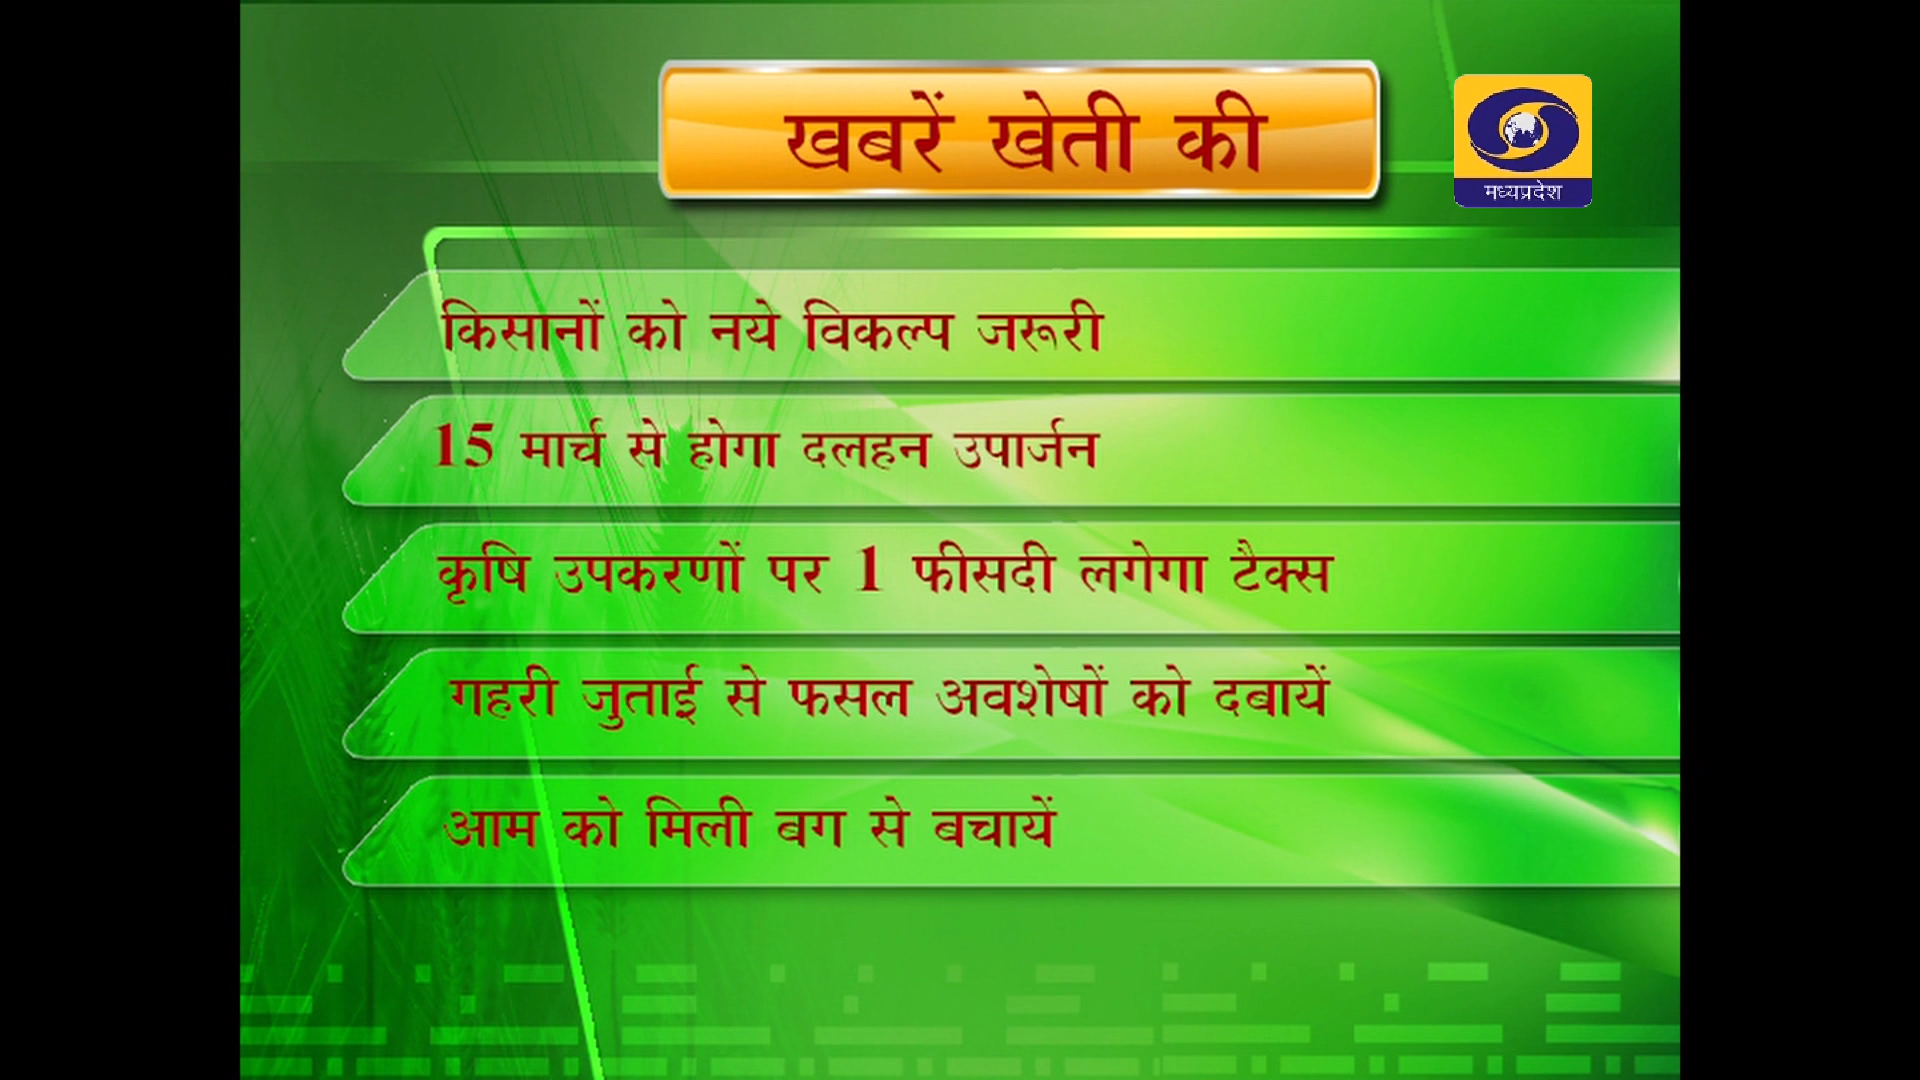 खबरें खेती की
मध्यप्रदेश
किसानों को नये विकल्प जरूरी
15 मार्च से होगा दलहन उपार्जन
कृषि उपकरणों पर 1 फीसदी लगेगा टैक्स
गहरी जुताई से फसल अवशेषों को दबायें
आम को मिली बग से बचायें